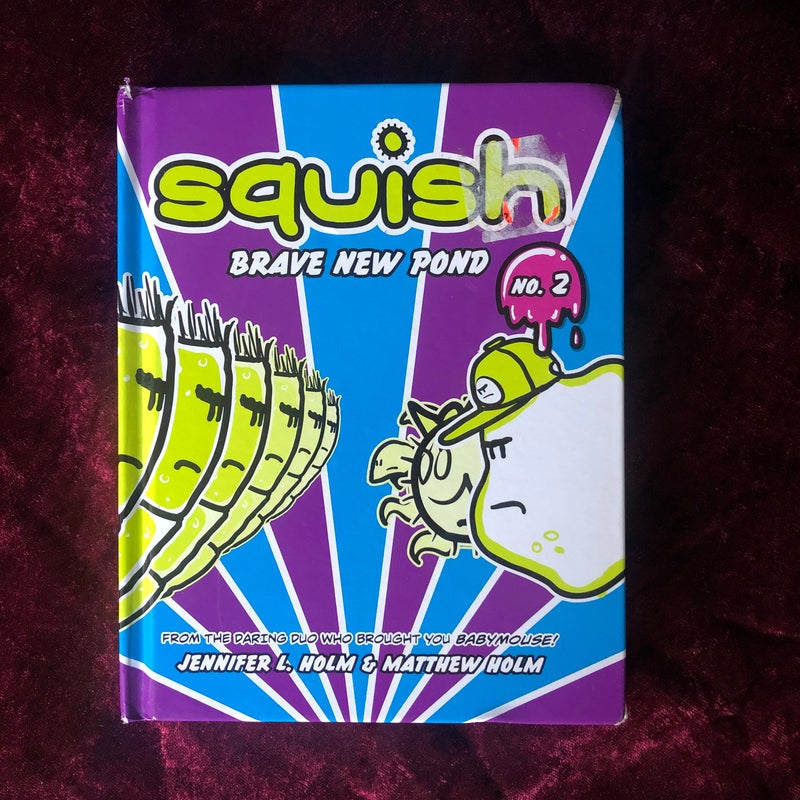 squish
BRAVE NEW POND
NO. 2
FROM THE DARING DUO WHO BROUGHT YOU BABYMOUSE!
JENNIFER L. HOLM & MATTHEW HOLM